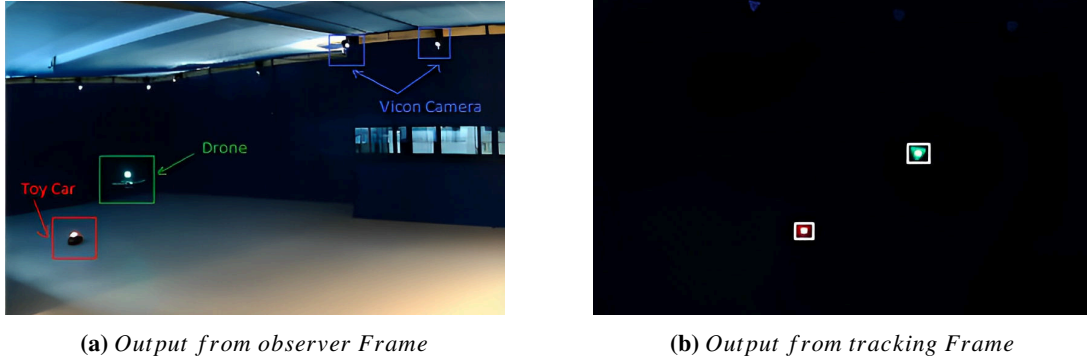 Vicon Camera
Drone
Toy Car
(a) Output from observer Frame
(b) Output from tracking Frame